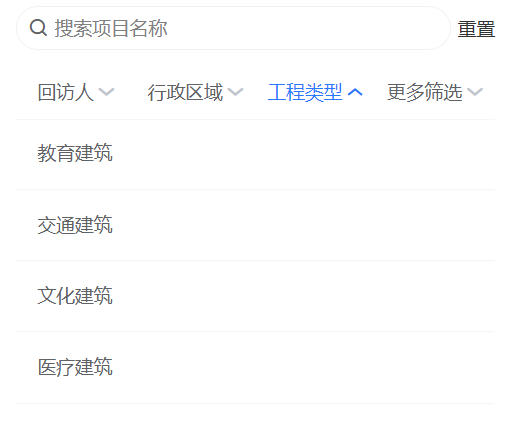 搜索项目名称 重置
回访人 行政区域 工程类型 更多筛选
教育建筑
交通建筑
文化建筑
医疗建筑